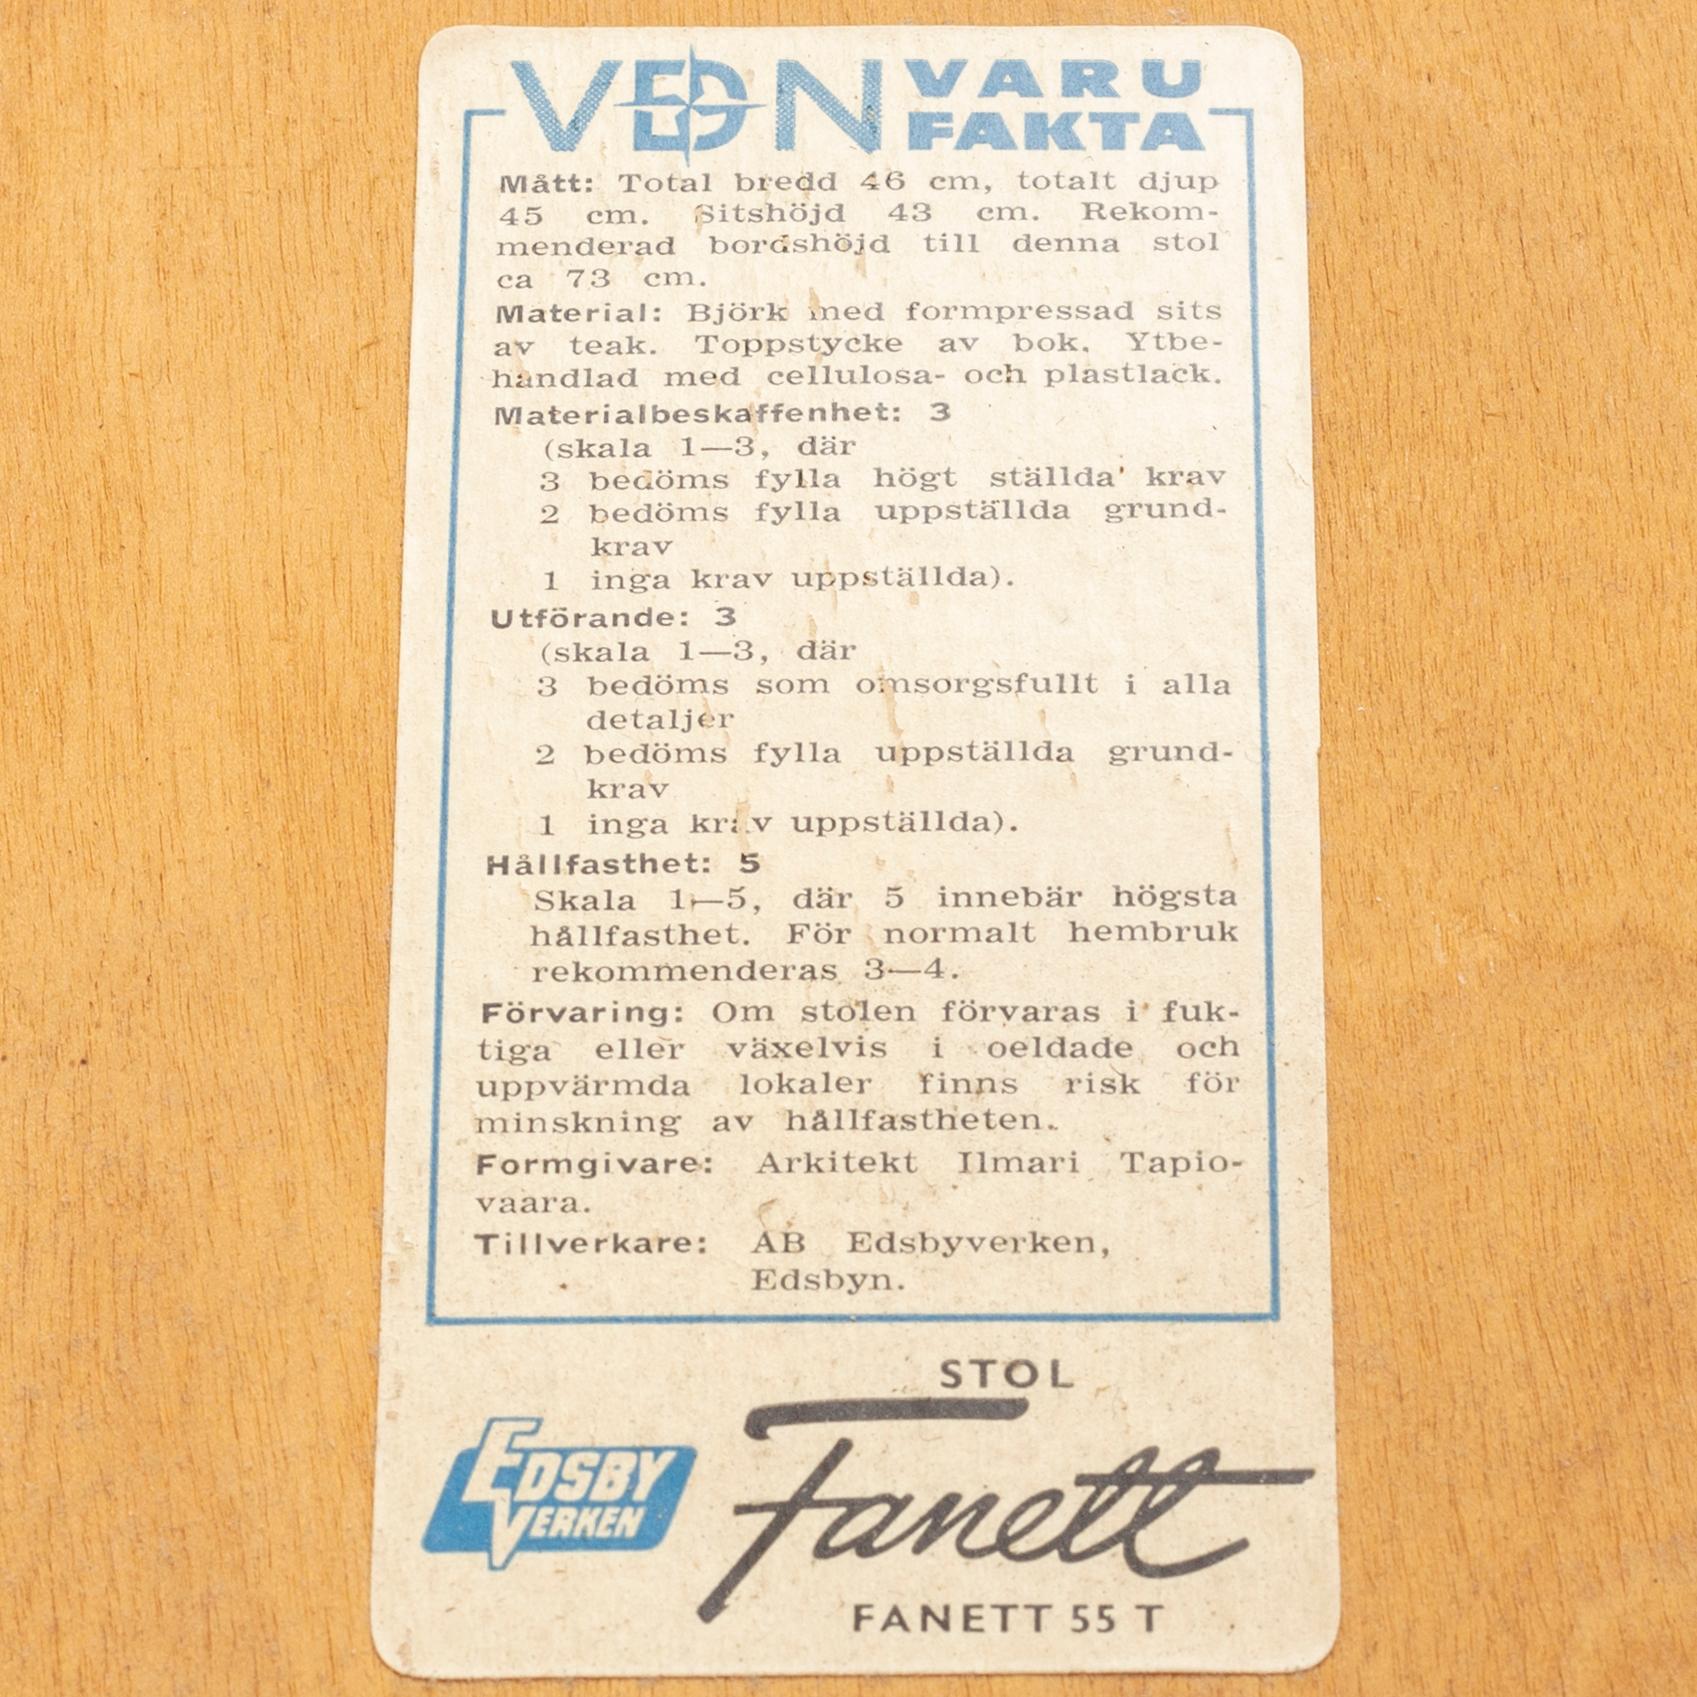 VDN VARU
FAKTA
Mått: Total bredd 46 cm, totalt djup
45 cm. Sitshöjd 43 cm. Rekom-
menderad bordshöjd till denna stol
ca 73 cm.
Material: Björk med formpressad sits
av teak. Toppstycke av bok. Ytbe-
handlad med cellulosa- och plastlack.
Materialbeskaffenhet: 3
(skala 1—3, där
3 bedöms fylla högt ställda krav
2 bedöms fylla uppställda grund-
krav
1 inga krav uppställda).
Utförande: 3
(skala 1—3, där
3 bedöms som omsorgsfullt i alla
detaljer
2 bedöms fylla uppställda grund-
krav
1 inga krav uppställda).
Hållfasthet: 5
Skala 1—5, där 5 innebär högsta
hållfasthet. För normalt hembruk
rekommenderas 3—4.
Förvaring: Om stolen förvaras i fuk-
tiga eller växelvis i oeldade och
uppvärmda lokaler finns risk för
minskning av hållfastheten.
Formgivare: Arkitekt Ilmari Tapio-
vaara.
Tillverkare: AB Edsbyverken,
Edsbyn.
STOL
EDSBY
VERKEN
Fanett
FANETT 55 T